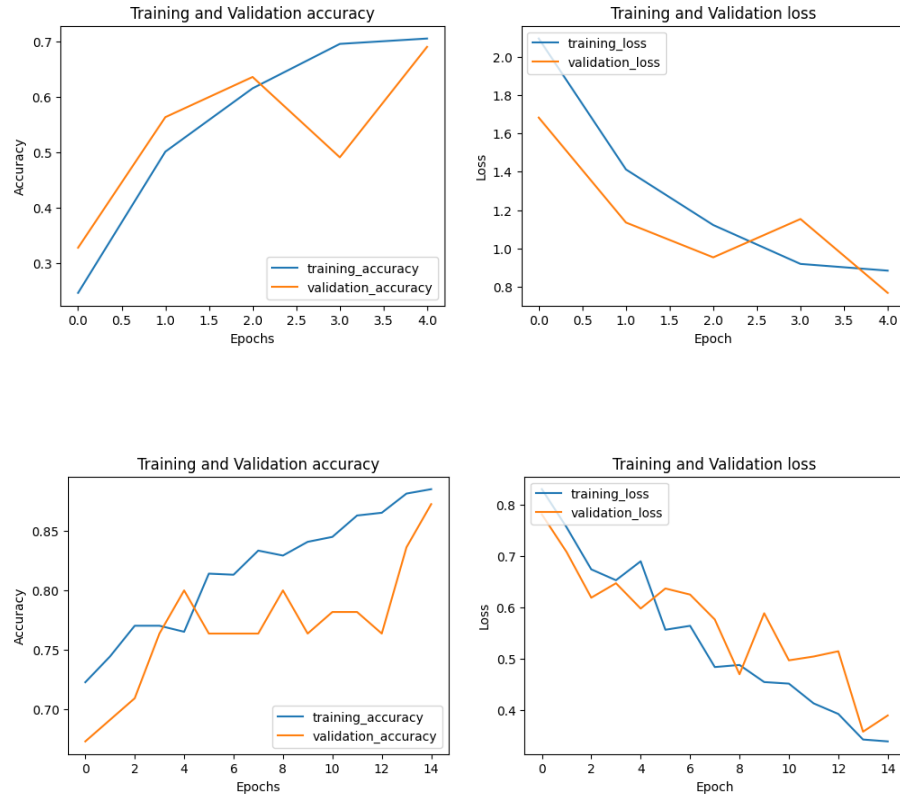 Training and Validation accuracy
0.7
0.6
0.5
0.4
0.3
Accuracy
training_accuracy
validation_accuracy
0.0 0.5 1.0 1.5 2.0 2.5 3.0 3.5 4.0
Epochs
Training and Validation loss
2.0
1.8
1.6
1.4
1.2
1.0
0.8
Loss
training_loss
validation_loss
0.0 0.5 1.0 1.5 2.0 2.5 3.0 3.5 4.0
Epoch
Training and Validation accuracy
0.85
0.80
0.75
0.70
Accuracy
training_accuracy
validation_accuracy
0 2 4 6 8 10 12 14
Epochs
Training and Validation loss
0.8
0.7
0.6
0.5
0.4
Loss
training_loss
validation_loss
0 2 4 6 8 10 12 14
Epoch